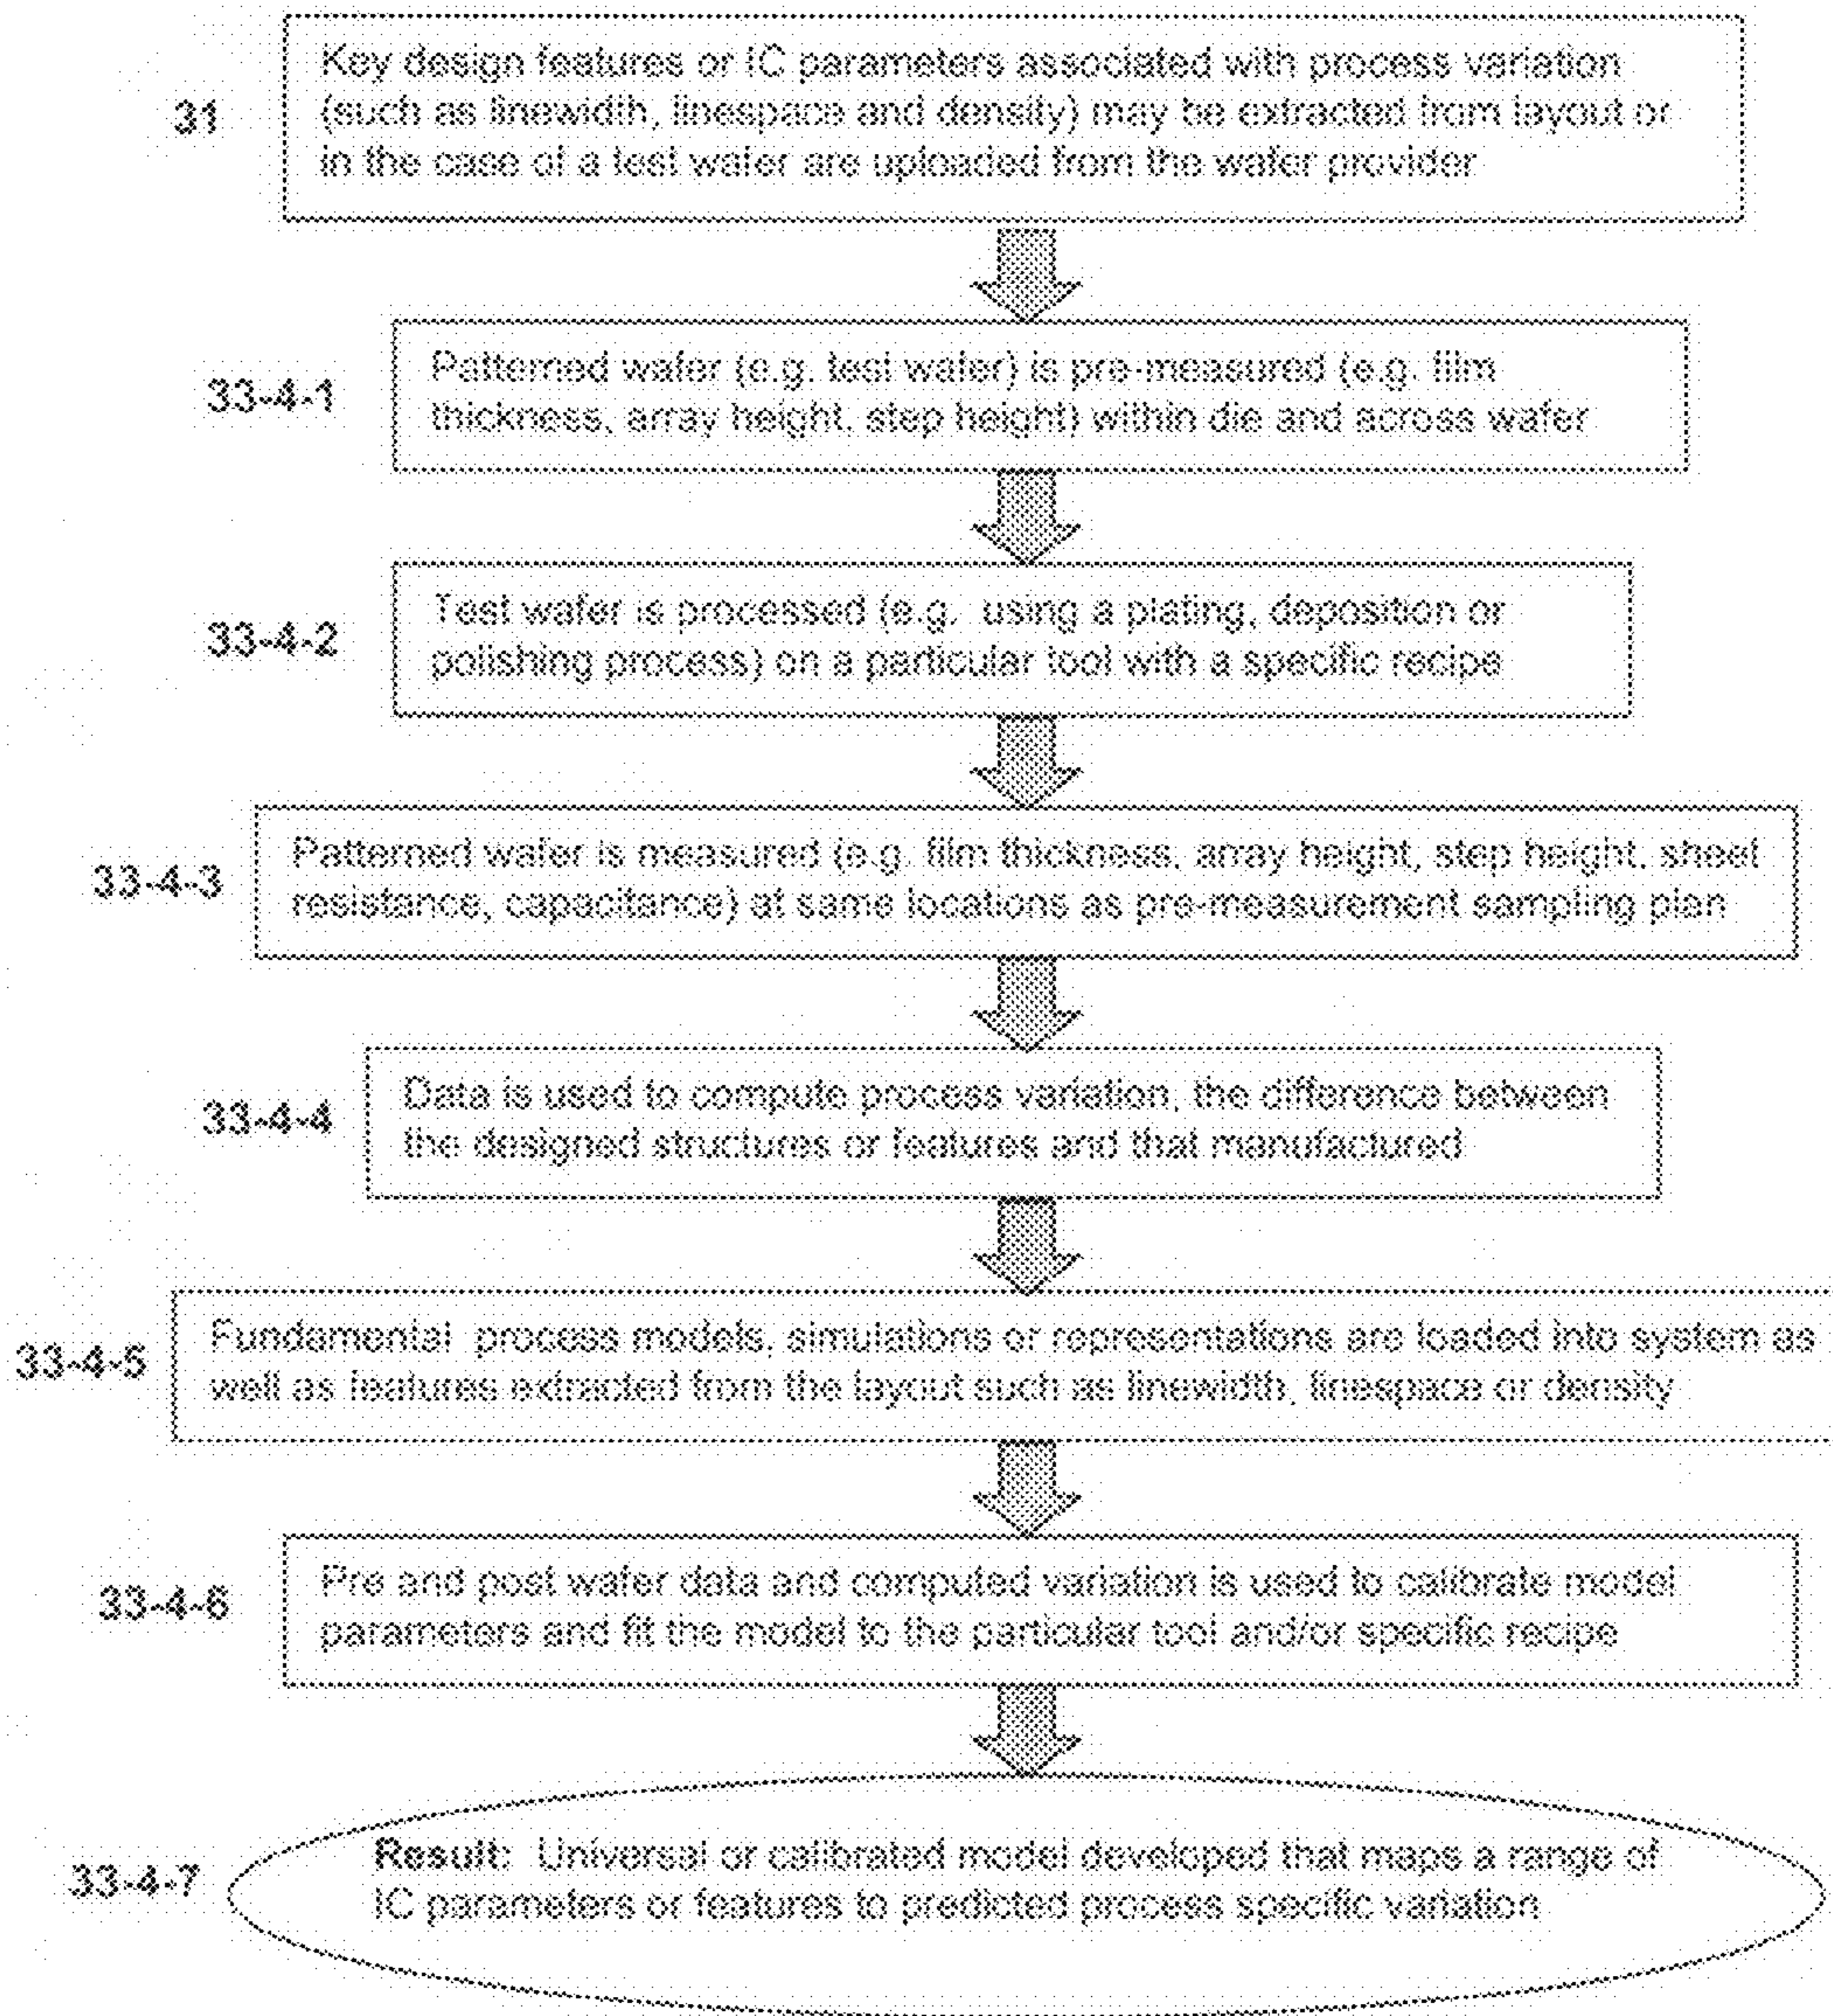 31
Key design features or IC parameters associated with process variation
(such as linewidth, linespace and density) may be extracted from layout or
in the case of a test wafer are uploaded from the wafer provider
33-4-1
Patterned wafer (e.g. test wafer) is pre-measured (e.g. film
thickness, array height, step height) within die and across wafer
33-4-2
Test wafer is processed (e.g. using a plating, deposition or
polishing process) on a particular tool with a specific recipe
33-4-3
Patterned wafer is measured (e.g. film thickness, array height, step height, sheet
resistance, capacitance) at same locations as pre-measurement sampling plan
33-4-4
Data is used to compute process variation, the difference between
the designed structures or features and that manufactured
33-4-5
Fundamental process models, simulations or representations are loaded into system as
well as features extracted from the layout such as linewidth, linespace or density
33-4-6
Pre and post wafer data and computed variation is used to calibrate model
parameters and fit the model to the particular tool and/or specific recipe
33-4-7
Result: Universal or calibrated model developed that maps a range of
IC parameters or features to predicted process specific variation